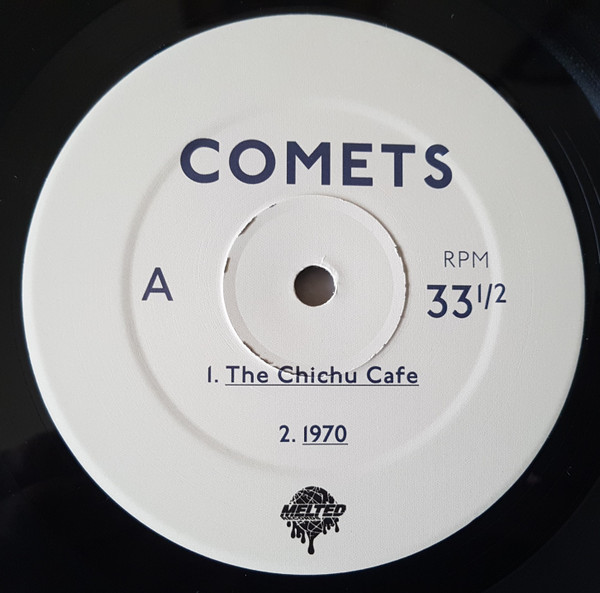 COMETS
A
RPM
33 1/2
1. The Chichu Cafe
2. 1970
MELTED